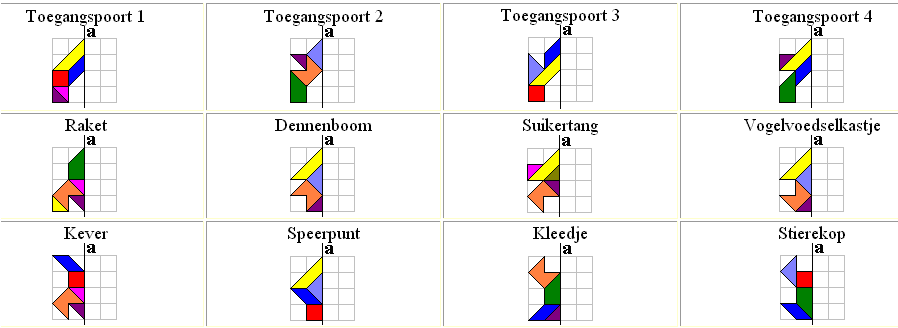 Toegangspoort 1
a
Toegangspoort 2
a
Toegangspoort 3
a
Toegangspoort 4
a
Raket
a
Dennenboom
a
Suikertang
a
Vogelvoedselkastje
a
Kever
a
Speerpunt
a
Kleedje
a
Stierekop
a